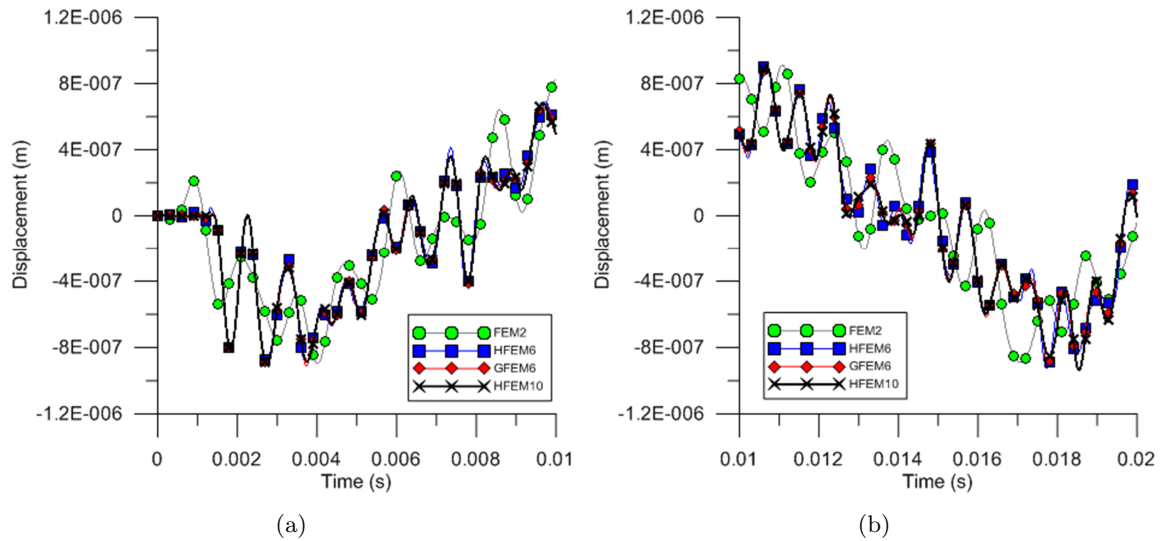 1.2E-006
8E-007
4E-007
0
-4E-007
-8E-007
-1.2E-006
Displacement (m)
0
0.002
0.004
0.006
0.008
0.01
Time (s)
FEM2
HFEM6
GFEM6
HFEM10
(a)
1.2E-006
8E-007
4E-007
0
-4E-007
-8E-007
-1.2E-006
Displacement (m)
0.01
0.012
0.014
0.016
0.018
0.02
Time (s)
FEM2
HFEM6
GFEM6
HFEM10
(b)